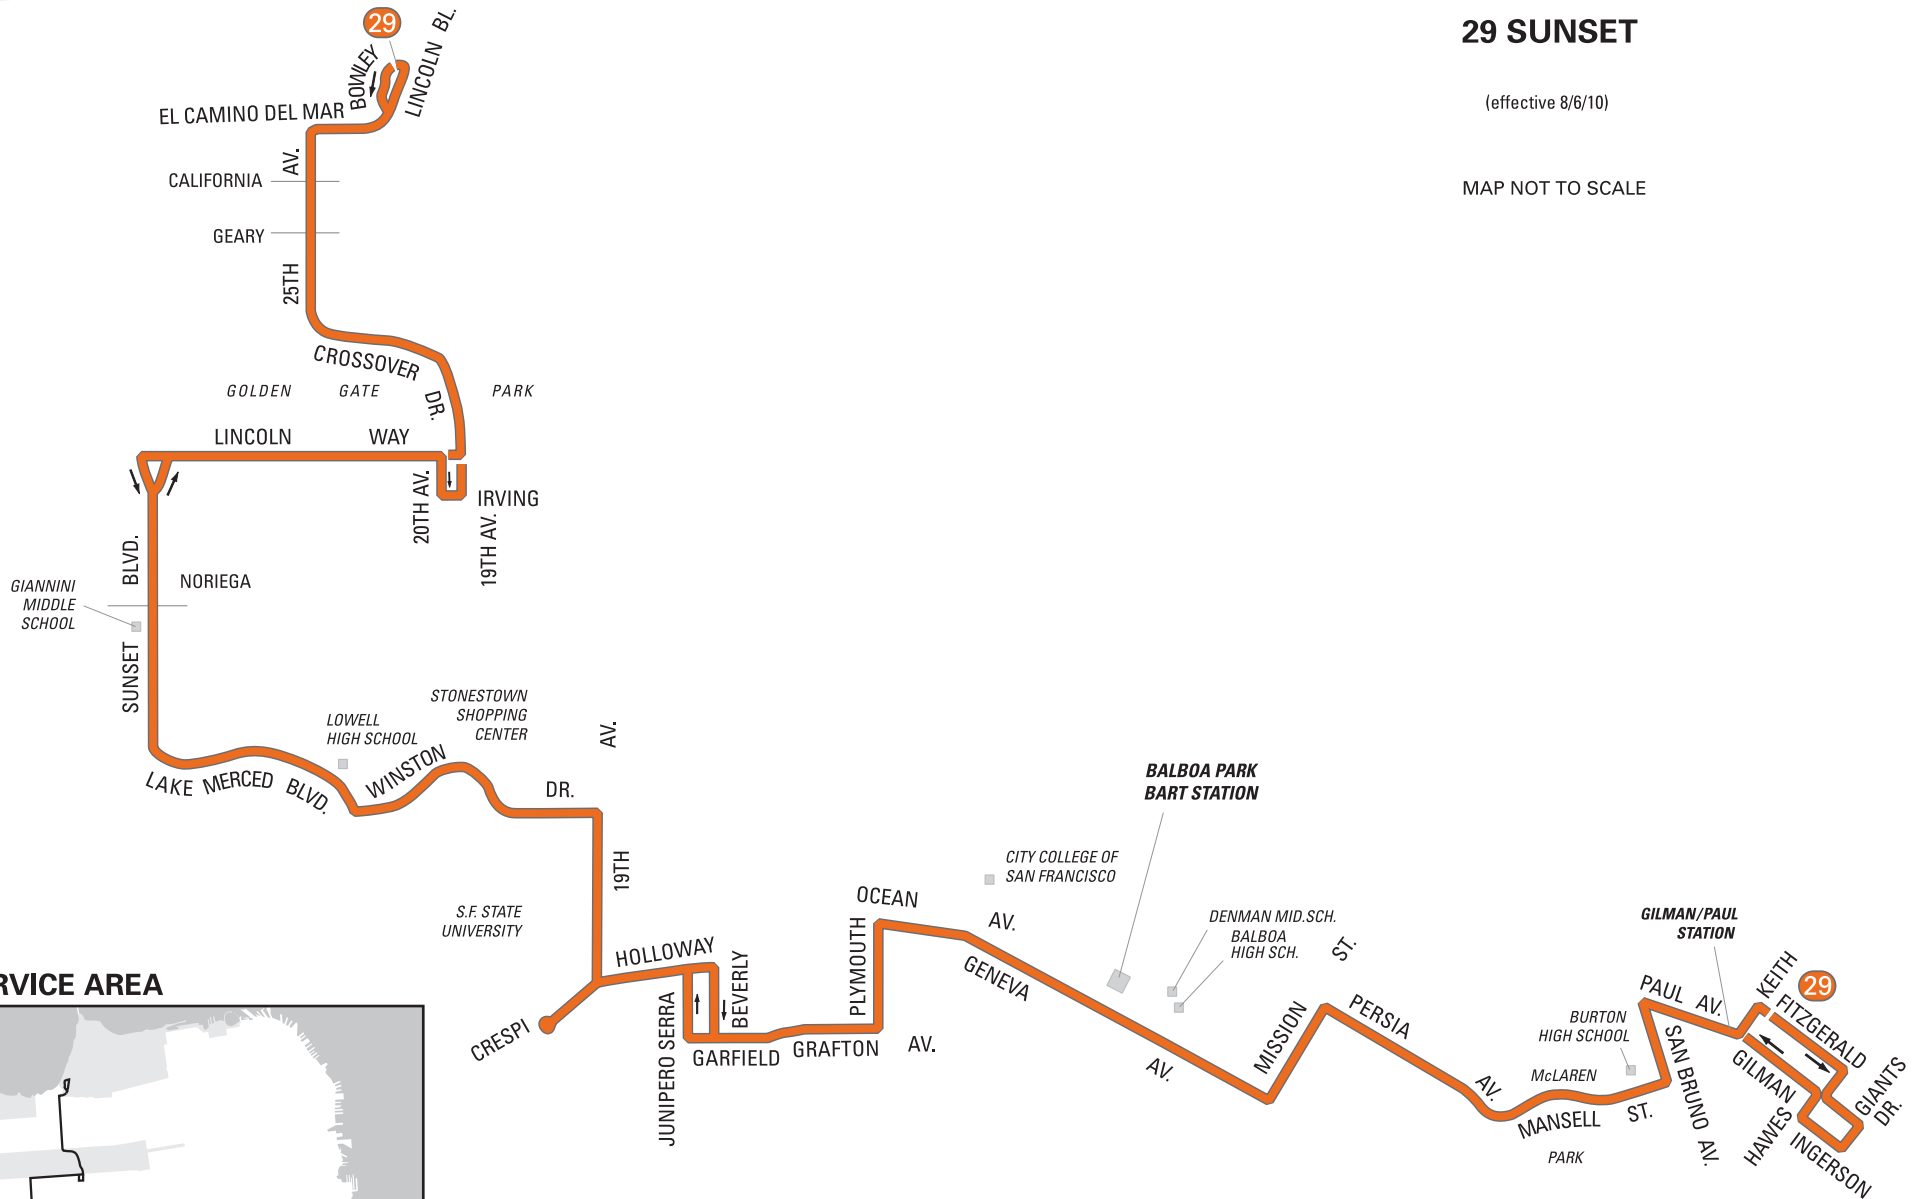 29 SUNSET
(effective 8/6/10)
MAP NOT TO SCALE
29
BOWLEY
LINCOLN BL.
EL CAMINO DEL MAR
25TH AV.
CALIFORNIA
GEARY
CROSSOVER DR.
GOLDEN GATE PARK
LINCOLN WAY
20TH AV.
IRVING
19TH AV.
SUNSET BLVD.
NORIEGA
GIANNINI
MIDDLE
SCHOOL
LAKE MERCED BLVD.
LOWELL
HIGH SCHOOL
WINSTON DR.
STONESTOWN
SHOPPING
CENTER
19TH AV.
S.F. STATE
UNIVERSITY
CRESPI
HOLLOWAY
JUNIPERO SERRA
BEVERLY
GARFIELD
GRAFTON AV.
PLYMOUTH
OCEAN AV.
CITY COLLEGE OF
SAN FRANCISCO
GENEVA AV.
BALBOA PARK
BART STATION
DENMAN MID.SCH.
BALBOA
HIGH SCH.
MISSION ST.
PERSIA AV.
McLAREN
MANSELL ST.
PARK
BURTON
HIGH SCHOOL
SAN BRUNO AV.
PAUL AV.
GILMAN/PAUL
STATION
KEITH
29
FITZGERALD
GILMAN
GIANTS
DR.
HAWES
INGERSON
RVICE AREA